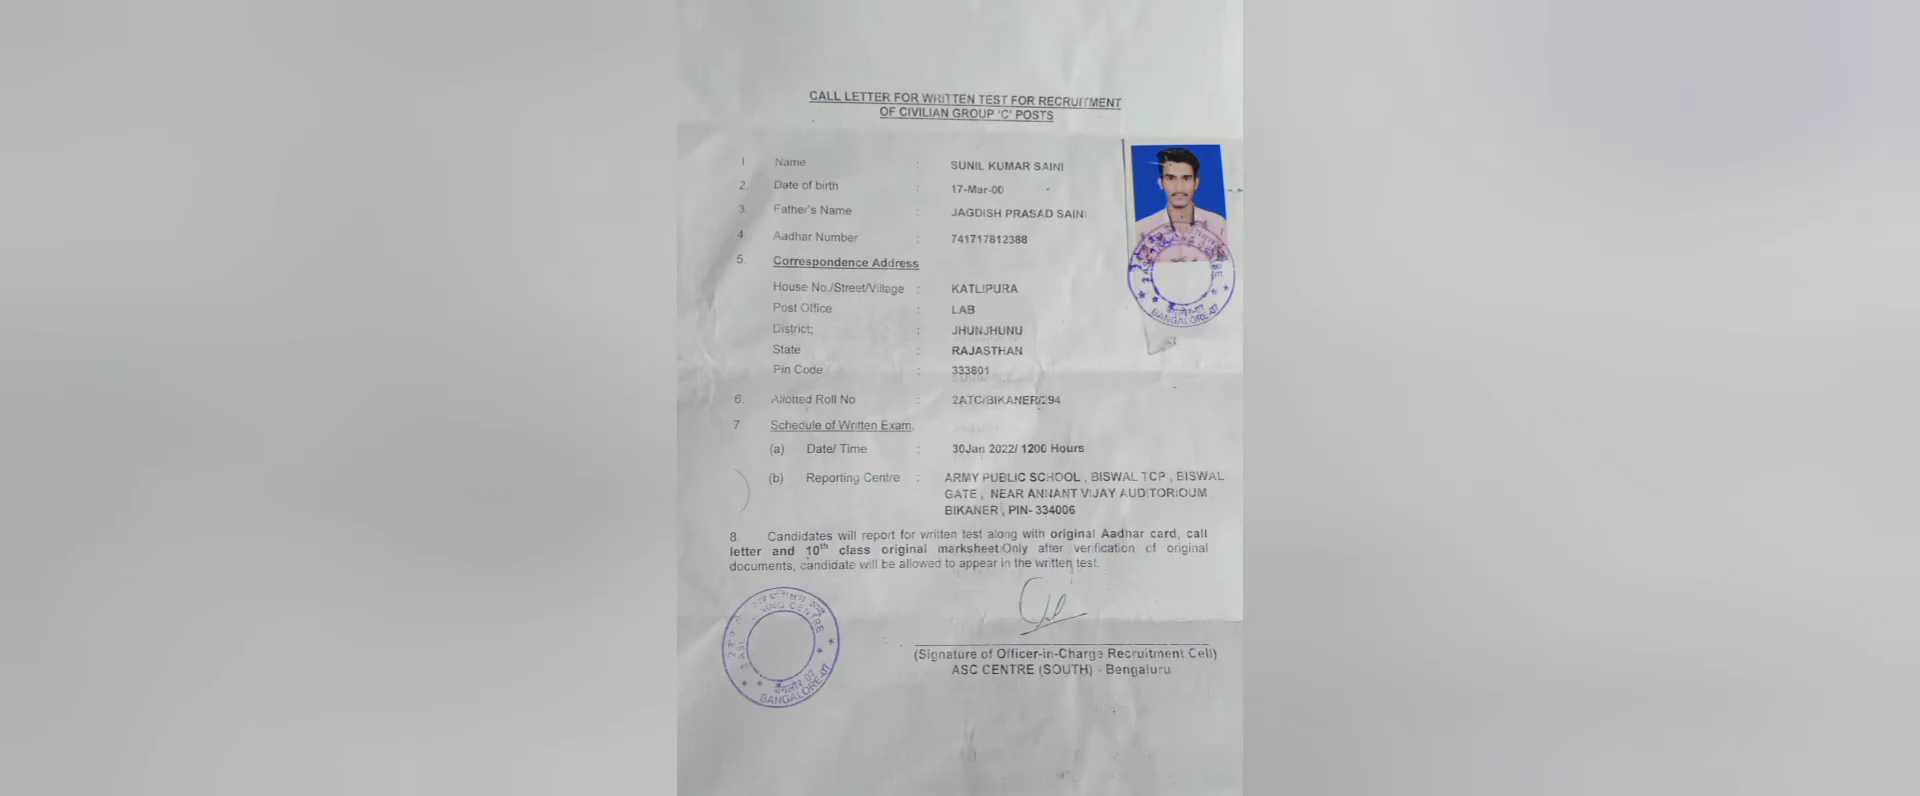 CALL LETTER FOR WRITTEN TEST FOR RECRUITMENT
OF CIVILIAN GROUP 'C' POSTS
1 Name : SUNIL KUMAR SAINI
2. Date of birth : 17-Mar-00
3. Father's Name : JAGDISH PRASAD SAINI
4. Aadhar Number : 741717812388
5. Correspondence Address
House No./Street/Village : KATLIPURA
Post Office : LAB
District; : JHUNJHUNU
State : RAJASTHAN
Pin Code : 333801
6. Allotted Roll No : 2ATC/BIKANER/294
7. Schedule of Written Exam.
(a) Date/ Time : 30Jan 2022/ 1200 Hours
(b) Reporting Centre : ARMY PUBLIC SCHOOL , BISWAL TCP , BISWAL
GATE , NEAR ANNANT VIJAY AUDITORIOUM
BIKANER , PIN- 334006
8. Candidates will report for written test along with original Aadhar card, call
letter and 10th class original marksheet.Only after verification of original
documents, candidate will be allowed to appear in the written test.
(Signature of Officer-in-Charge Recruitment Cell)
ASC CENTRE (SOUTH) - Bengaluru
BANGALORE-07
BANGALORE-07